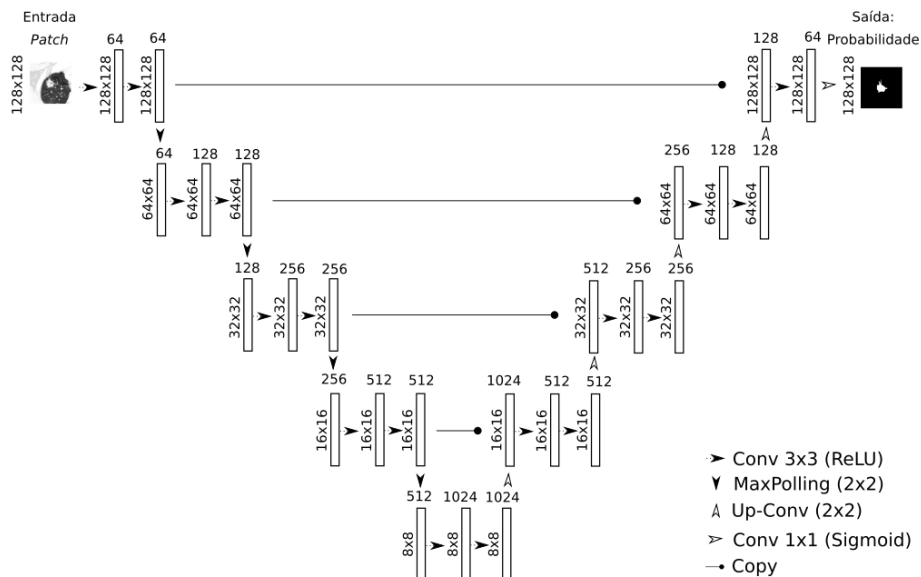 Entrada
Patch
Saída:
Probabilidade
64 64
128 64
128x128 128x128 128x128
128x128 128x128 128x128
64 128 128
256 128 128
64x64 64x64 64x64
64x64 64x64 64x64
128 256 256
512 256 256
32x32 32x32 32x32
32x32 32x32 32x32
256 512 512
1024 512 512
16x16 16x16 16x16
16x16 16x16 16x16
512 1024 1024
8x8 8x8 8x8
Conv 3x3 (ReLU)
MaxPolling (2x2)
Up-Conv (2x2)
Conv 1x1 (Sigmoid)
Copy